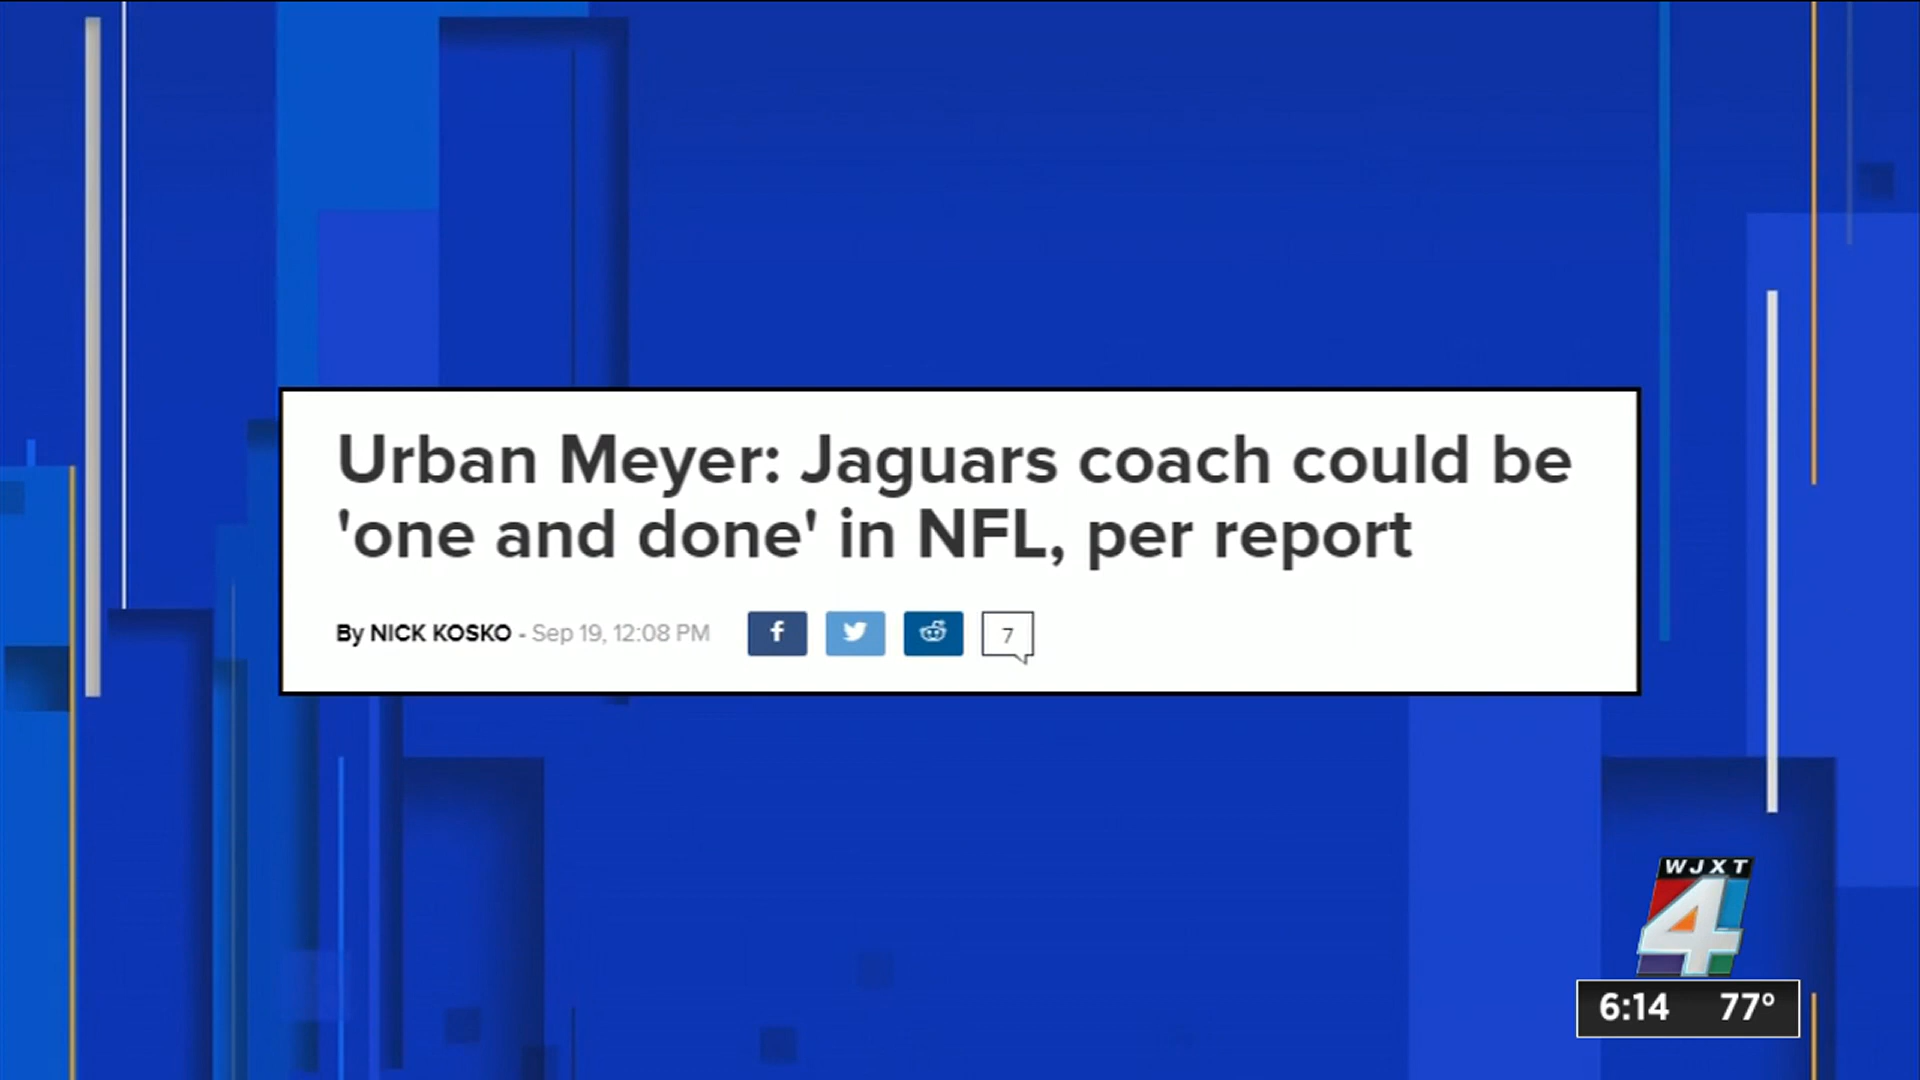 Urban Meyer: Jaguars coach could be
'one and done' in NFL, per report
By NICK KOSKO - Sep 19, 12:08 PM
f
7
WJXT
4
6:14 77°